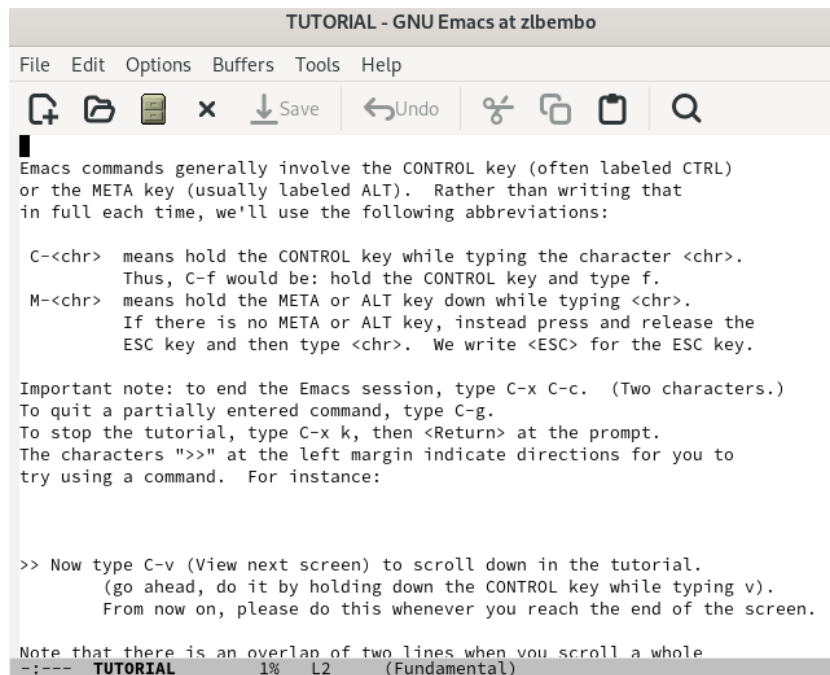 TUTORIAL - GNU Emacs at zlbembo
File Edit Options Buffers Tools Help
Save Undo
Emacs commands generally involve the CONTROL key (often labeled CTRL)
or the META key (usually labeled ALT).  Rather than writing that
in full each time, we'll use the following abbreviations:
C-<chr>  means hold the CONTROL key while typing the character <chr>.
Thus, C-f would be: hold the CONTROL key and type f.
M-<chr>  means hold the META or ALT key down while typing <chr>.
If there is no META or ALT key, instead press and release the
ESC key and then type <chr>.  We write <ESC> for the ESC key.
Important note: to end the Emacs session, type C-x C-c.  (Two characters.)
To quit a partially entered command, type C-g.
To stop the tutorial, type C-x k, then <Return> at the prompt.
The characters ">>" at the left margin indicate directions for you to
try using a command.  For instance:
>> Now type C-v (View next screen) to scroll down in the tutorial.
(go ahead, do it by holding down the CONTROL key while typing v).
From now on, please do this whenever you reach the end of the screen.
Note that there is an overlap of two lines when you scroll a whole
-:---  TUTORIAL 1% L2 (Fundamental)